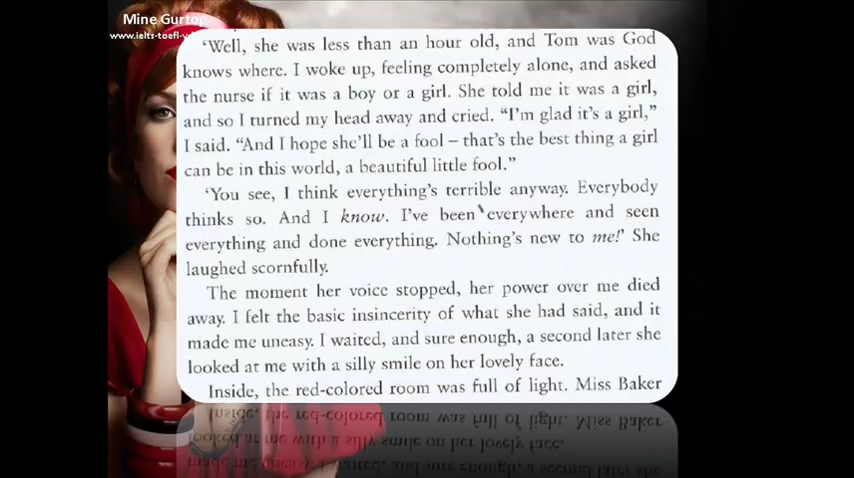 Mine Gurtop
www.ielts-toefl-yd
‘Well, she was less than an hour old, and Tom was God
knows where. I woke up, feeling completely alone, and asked
the nurse if it was a boy or a girl. She told me it was a girl,
and so I turned my head away and cried. “I’m glad it’s a girl,”
I said. “And I hope she’ll be a fool – that’s the best thing a girl
can be in this world, a beautiful little fool.”
‘You see, I think everything’s terrible anyway. Everybody
thinks so. And I know. I’ve been everywhere and seen
everything and done everything. Nothing’s new to me!’ She
laughed scornfully.
The moment her voice stopped, her power over me died
away. I felt the basic insincerity of what she had said, and it
made me uneasy. I waited, and sure enough, a second later she
looked at me with a silly smile on her lovely face.
Inside, the red-colored room was full of light. Miss Baker